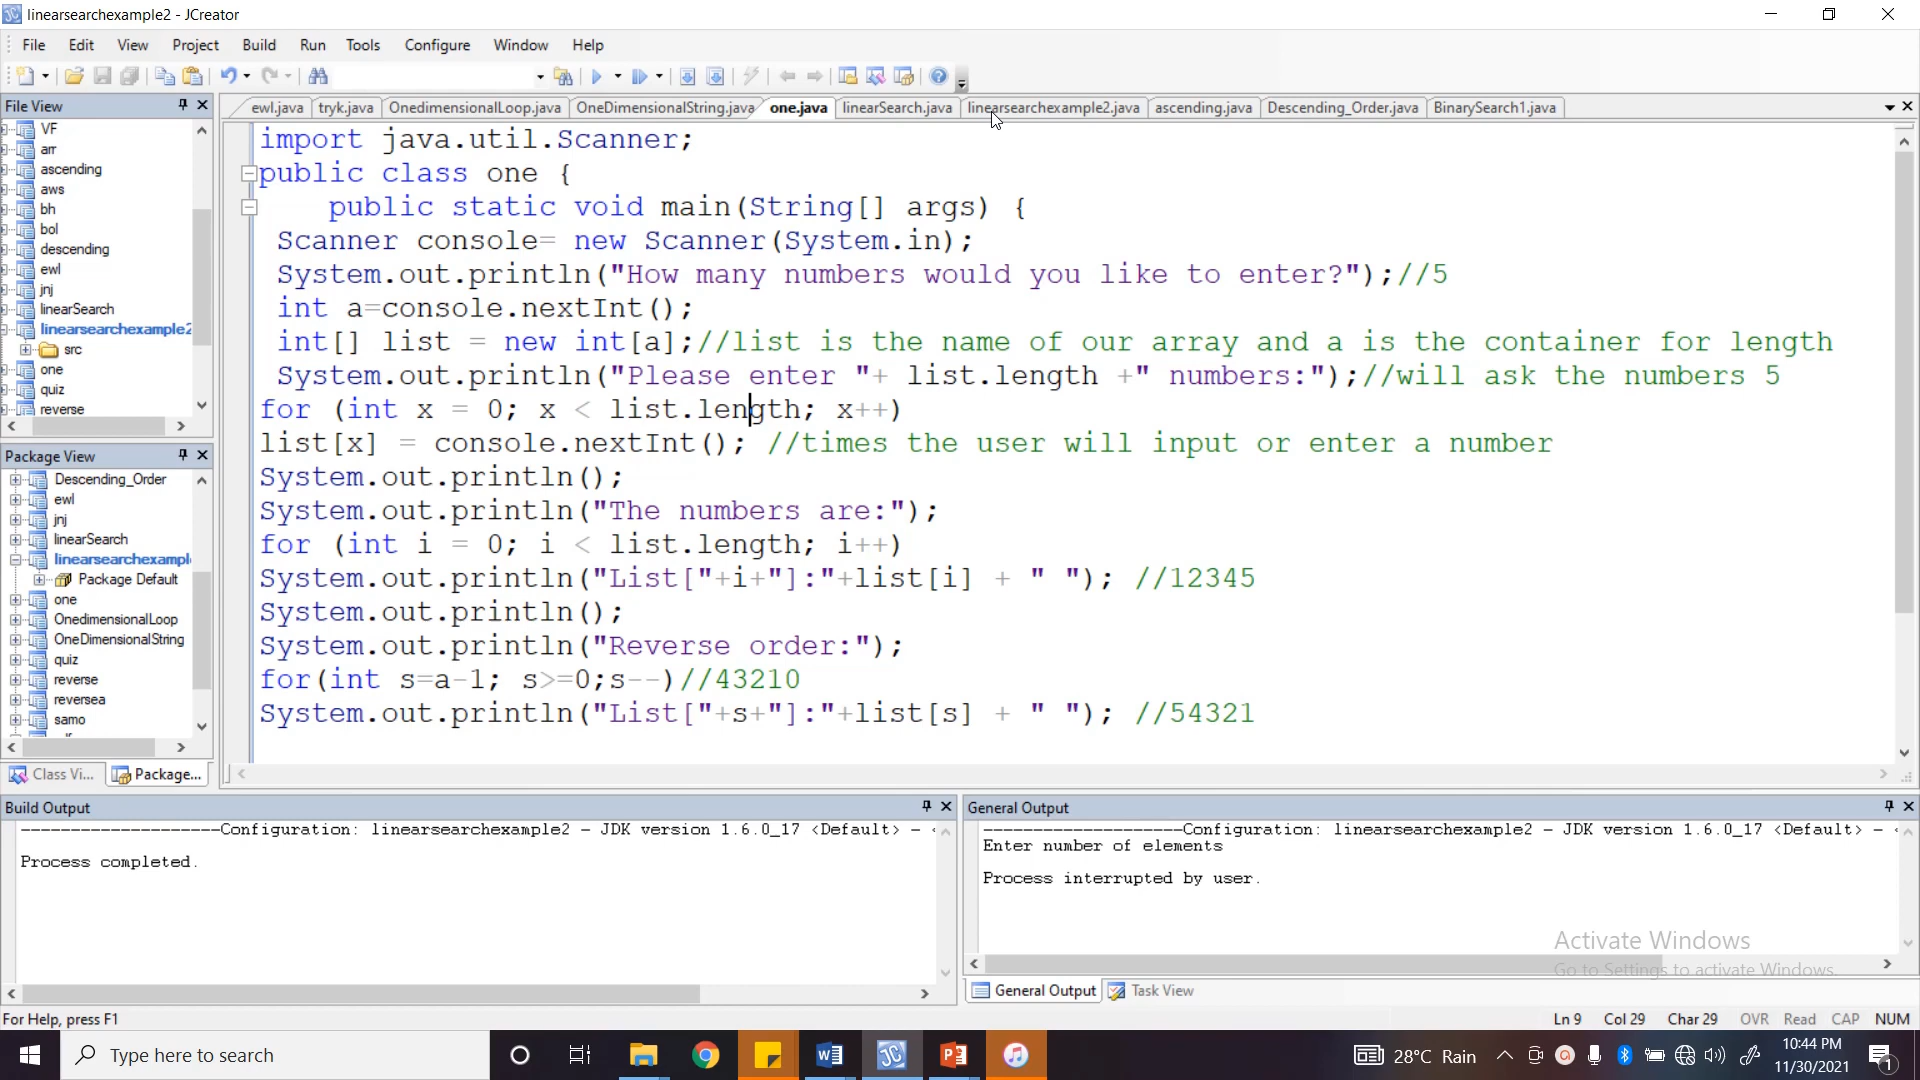 linearsearchexample2 - JCreator
File Edit View Project Build Run Tools Configure Window Help
File View
ewl.java tryk.java OnedimensionalLoop.java OneDimensionalString.java one.java linearSearch.java linearsearchexample2.java ascending.java Descending_Order.java BinarySearch1.java
VF
arr
ascending
aws
bh
bol
descending
ewl
jnj
linearSearch
linearsearchexample2
src
one
quiz
reverse
Package View
Descending_Order
ewl
jnj
linearSearch
linearsearchexampl
Package Default
one
OnedimensionalLoop
OneDimensionalString
quiz
reverse
reversea
samo
Class Vi... Package...
import java.util.Scanner;
public class one {
public static void main(String[] args) {
Scanner console= new Scanner(System.in);
System.out.println("How many numbers would you like to enter?");//5
int a=console.nextInt();
int[] list = new int[a];//list is the name of our array and a is the container for length
System.out.println("Please enter "+ list.length +" numbers:");//will ask the numbers 5
for (int x = 0; x < list.length; x++)
list[x] = console.nextInt(); //times the user will input or enter a number
System.out.println();
System.out.println("The numbers are:");
for (int i = 0; i < list.length; i++)
System.out.println("List["+i+"]:"+list[i] + " "); //12345
System.out.println();
System.out.println("Reverse order:");
for(int s=a-1; s>=0;s--)//43210
System.out.println("List["+s+"]:"+list[s] + " "); //54321
Build Output
--------------------Configuration: linearsearchexample2 - JDK version 1.6.0_17 <Default> -
Process completed.
General Output
--------------------Configuration: linearsearchexample2 - JDK version 1.6.0_17 <Default> -
Enter number of elements
Process interrupted by user.
Activate Windows
Go to Settings to activate Windows.
General Output Task View
For Help, press F1
Ln 9 Col 29 Char 29 OVR Read CAP NUM
Type here to search
28°C Rain
10:44 PM
11/30/2021
1